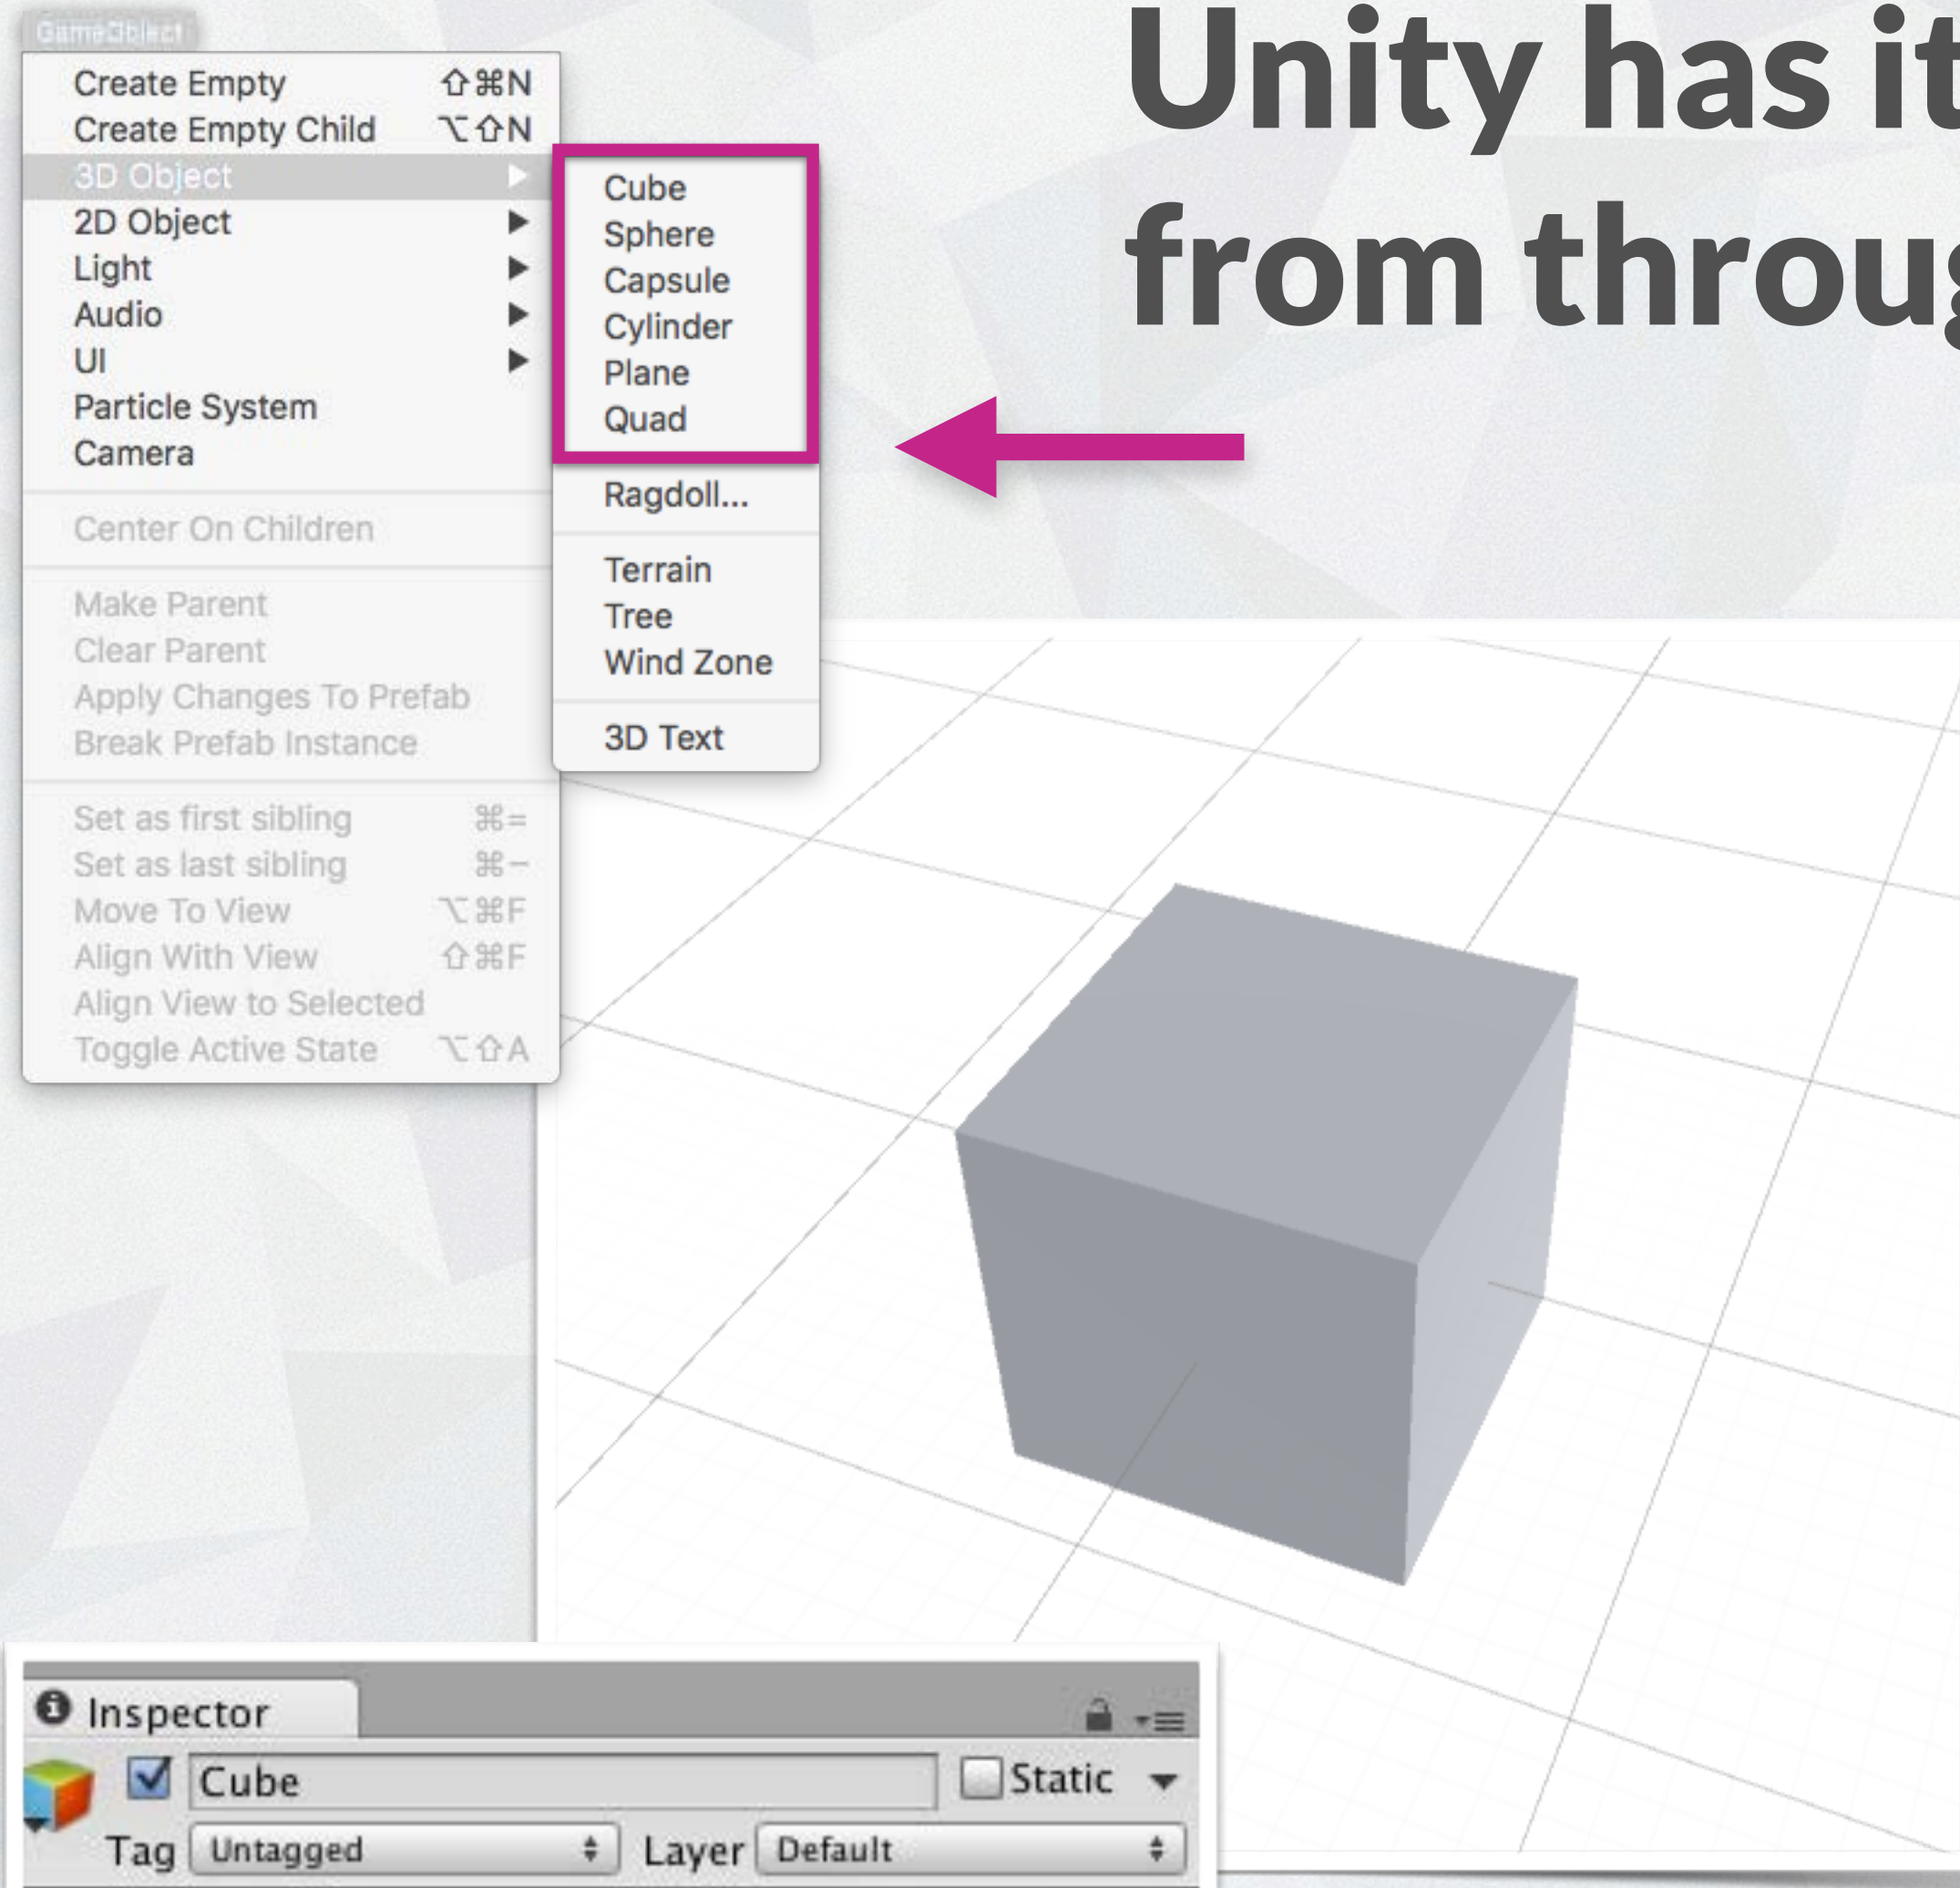 GameObject
Create Empty ⇧⌘N
Create Empty Child ⌥⇧N
3D Object ▶
2D Object ▶
Light ▶
Audio ▶
UI ▶
Particle System
Camera
Center On Children
Make Parent
Clear Parent
Apply Changes To Prefab
Break Prefab Instance
Set as first sibling ⌘=
Set as last sibling ⌘−
Move To View ⌥⌘F
Align With View ⇧⌘F
Align View to Selected
Toggle Active State ⌥⇧A
Cube
Sphere
Capsule
Cylinder
Plane
Quad
Ragdoll...
Terrain
Tree
Wind Zone
3D Text
Unity has it
from throug
Inspector
Cube Static
Tag Untagged Layer Default